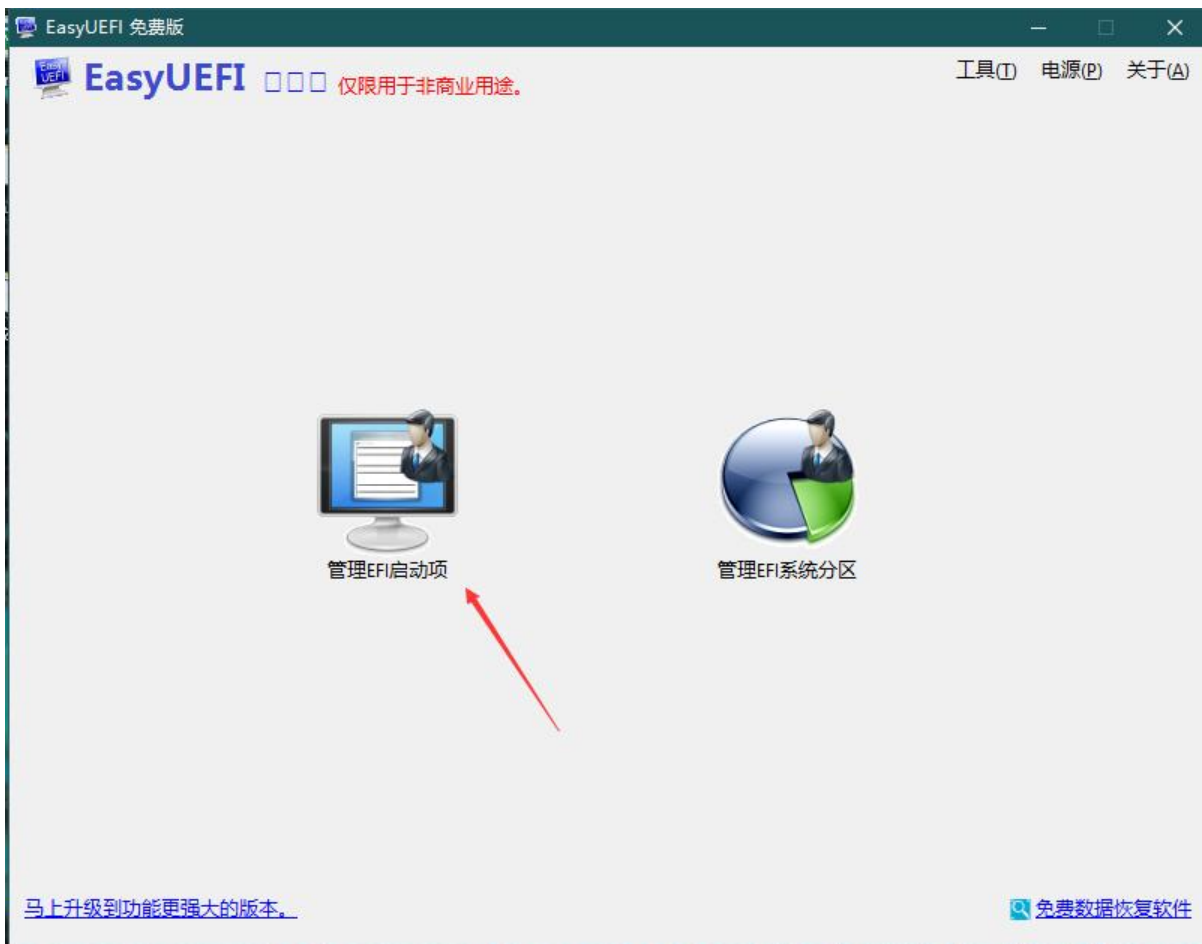 EasyUEFI 免费版
EasyUEFI □□□ 仅限用于非商业用途。
工具(T) 电源(P) 关于(A)
管理EFI启动项
管理EFI系统分区
马上升级到功能更强大的版本。
免费数据恢复软件